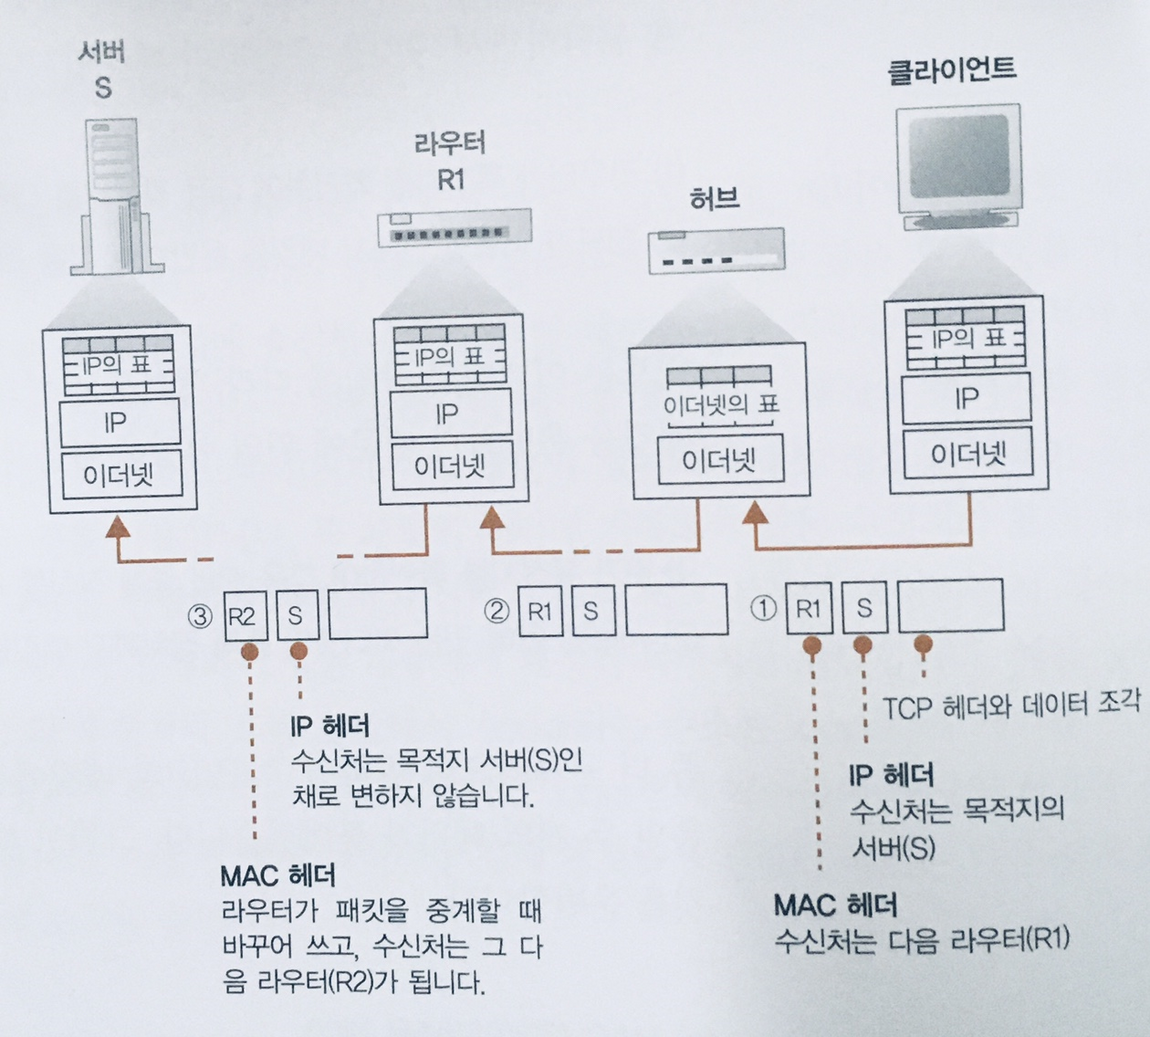 서버
S
라우터
R1
허브
클라이언트
IP의 표
IP
이더넷
IP의 표
IP
이더넷
이더넷의 표
이더넷
IP의 표
IP
이더넷
③ R2 S
② R1 S
① R1 S
TCP 헤더와 데이터 조각
IP 헤더
수신처는 목적지의
서버(S)
MAC 헤더
수신처는 다음 라우터(R1)
IP 헤더
수신처는 목적지 서버(S)인
채로 변하지 않습니다.
MAC 헤더
라우터가 패킷을 중계할 때
바꾸어 쓰고, 수신처는 그 다
음 라우터(R2)가 됩니다.